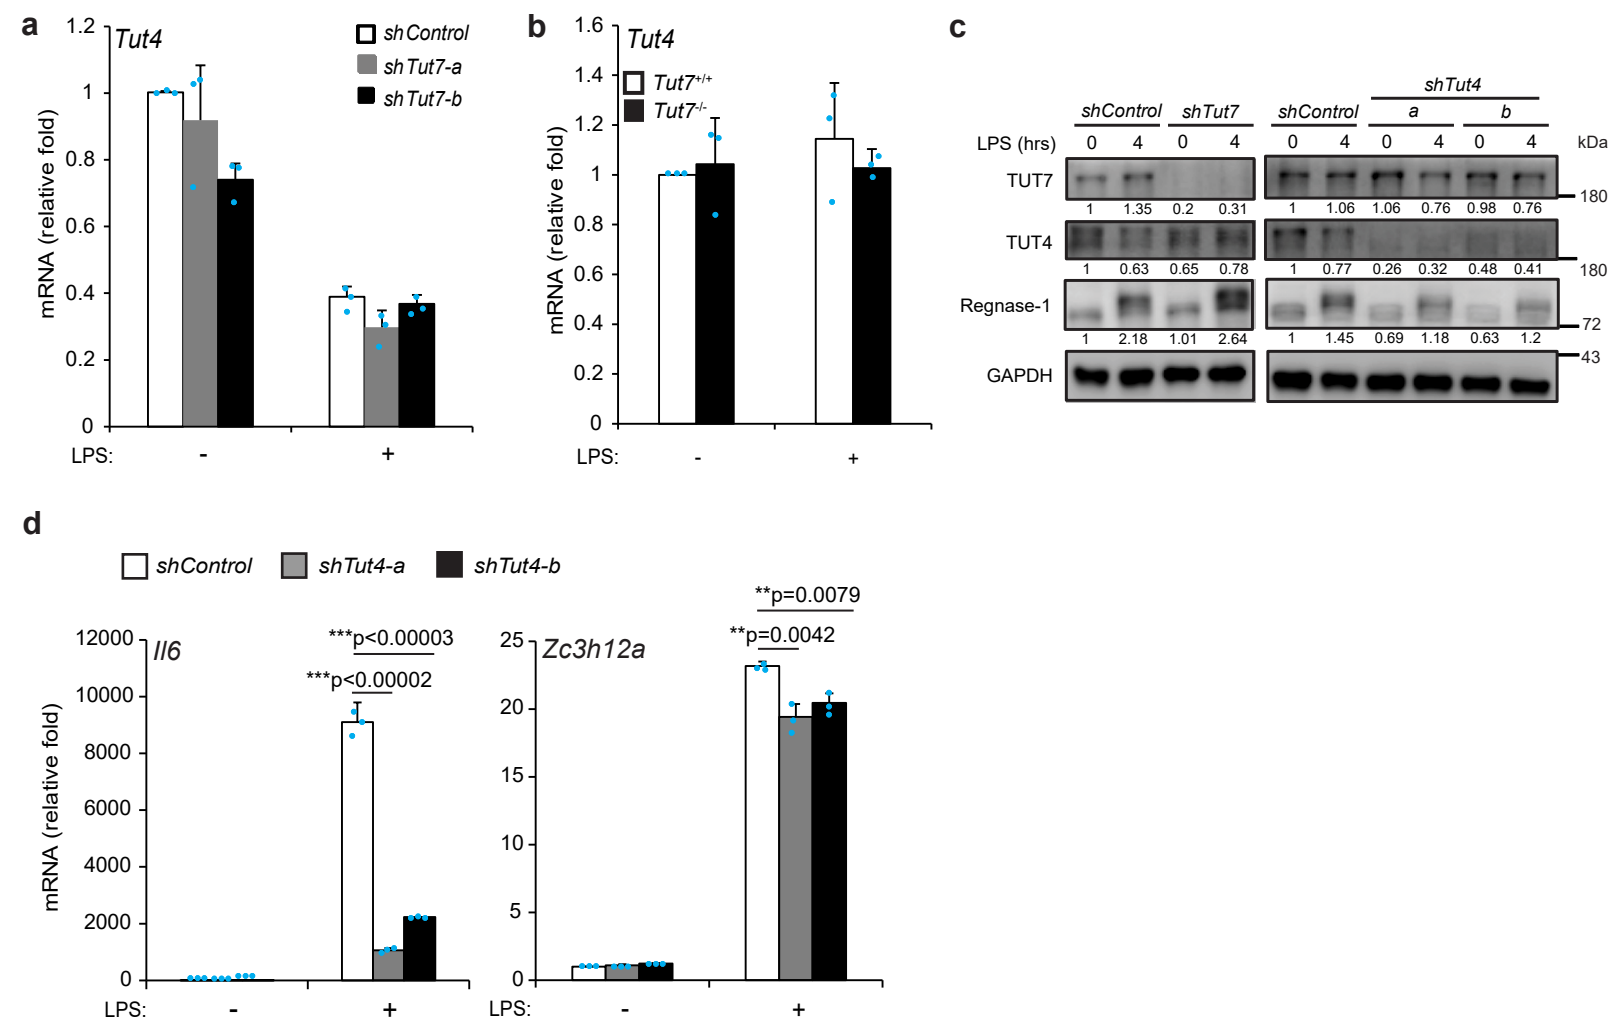 a
Tut4
mRNA (relative fold)
1.2
1
0.8
0.6
0.4
0.2
0
shControl
shTut7-a
shTut7-b
LPS:
-
+
b
Tut4
mRNA (relative fold)
1.6
1.4
1.2
1
0.8
0.6
0.4
0.2
0
Tut7+/+
Tut7-/-
LPS:
-
+
c
shTut4
shControl shTut7 shControl a b
LPS (hrs) 0 4 0 4 0 4 0 4 0 4 kDa
TUT7
180
1 1.35 0.2 0.31 1 1.06 1.06 0.76 0.98 0.76
TUT4
180
1 0.63 0.65 0.78 1 0.77 0.26 0.32 0.48 0.41
Regnase-1
72
1 2.18 1.01 2.64 1 1.45 0.69 1.18 0.63 1.2
43
GAPDH
d
shControl shTut4-a shTut4-b
Il6
mRNA (relative fold)
12000
10000
8000
6000
4000
2000
0
***p<0.00003
***p<0.00002
LPS:
-
+
Zc3h12a
25
20
15
10
5
0
**p=0.0079
**p=0.0042
LPS:
-
+